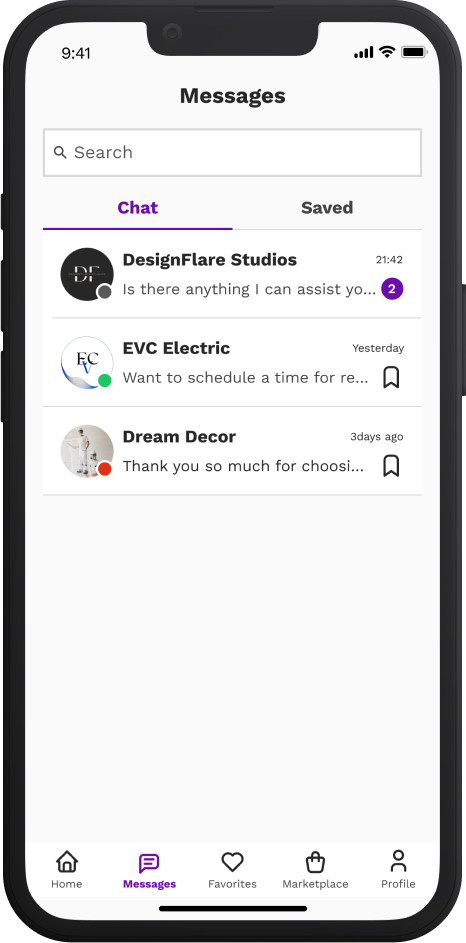 9:41
Messages
Search
Chat Saved
DesignFlare Studios 21:42
DF
Is there anything I can assist yo... 2
EVC Electric Yesterday
EVC
Want to schedule a time for re...
Dream Decor 3days ago
Thank you so much for choosi...
Home Messages Favorites Marketplace Profile